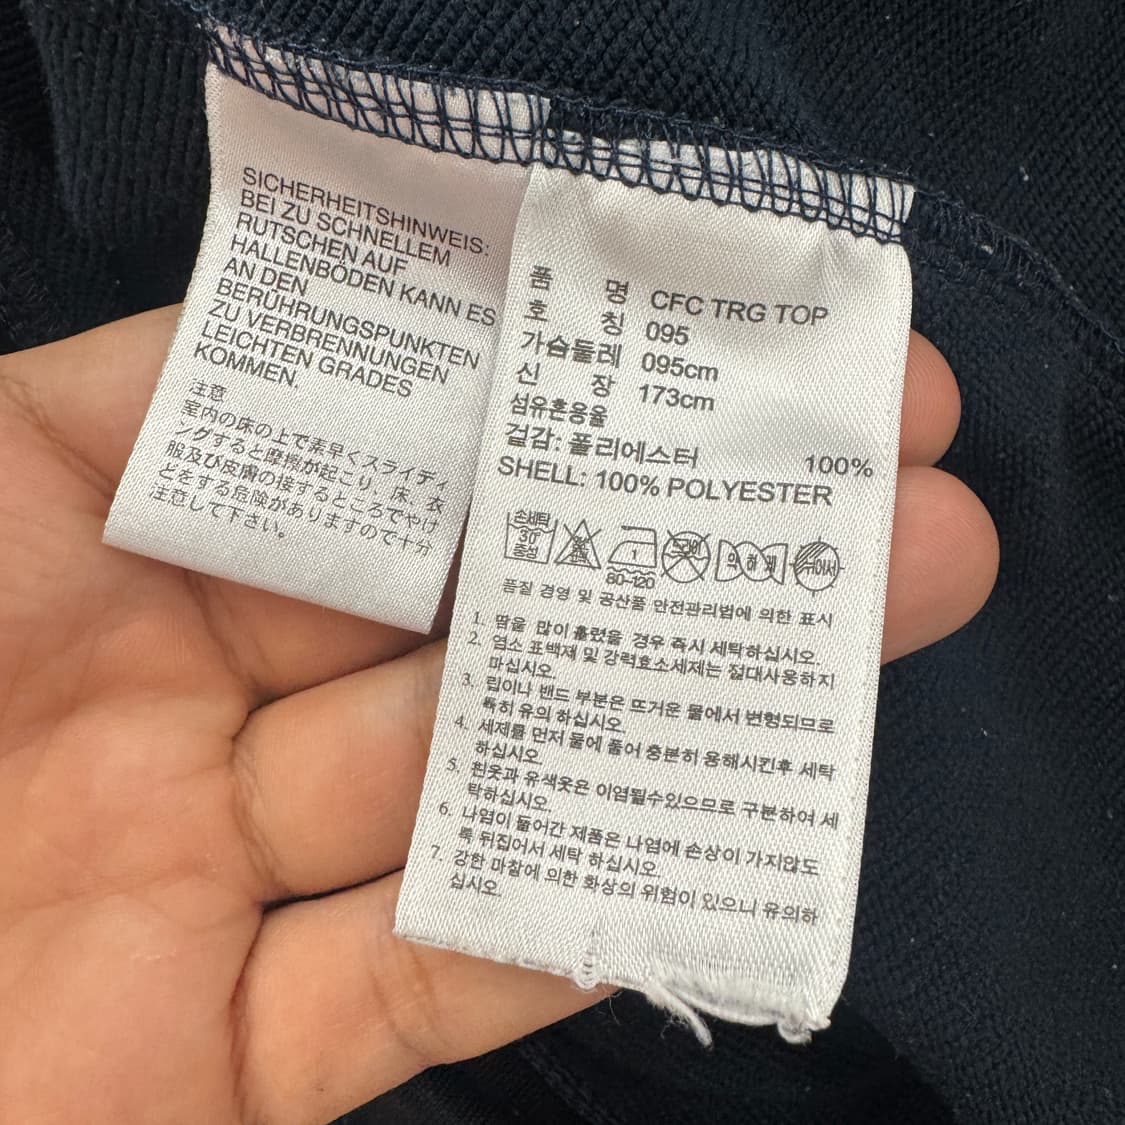 SICHERHEITSHINWEIS:
BEI ZU SCHNELLEM
RUTSCHEN AUF
HALLENBÖDEN KANN ES
AN DEN
BERÜHRUNGSPUNKTEN
ZU VERBRENNUNGEN
LEICHTEN GRADES
KOMMEN.
注意
室内の床の上で素早くスライディ
ングすると摩擦が起こり、床、衣
服及び皮膚の接するところでやけ
どをする危険がありますので十分
注意して下さい。
품 명 CFC TRG TOP
호 칭 095
가슴둘레 095cm
신 장 173cm
섬유혼용율
겉감: 폴리에스터 100%
SHELL: 100% POLYESTER
손세탁
30°
중성
1
80-120
약하게
뉘어서
품질 경영 및 공산품 안전관리법에 의한 표시
1. 땀을 많이 흘렸을 경우 즉시 세탁하십시오.
2. 염소 표백재 및 강력효소세제는 절대사용하지
마십시오.
3. 립이나 밴드 부분은 뜨거운 물에서 변형되므로
특히 유의 하십시오.
4. 세제를 먼저 물에 풀어 충분히 용해시킨후 세탁
하십시오
5. 흰옷과 유색옷은 이염될수있으므로 구분하여 세
탁하십시오.
6. 나염이 들어간 제품은 나염에 손상이 가지않도
록 뒤집어서 세탁 하십시오.
7. 강한 마찰에 의한 화상의 위험이 있으니 유의하
십시오.